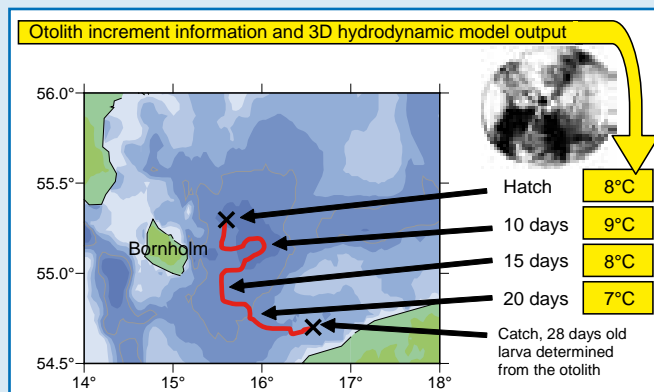 Otolith increment information and 3D hydrodynamic model output
56.0°
55.5°
55.0°
54.5°
14°
15°
16°
17°
18°
Bornholm
Hatch
8°C
10 days
9°C
15 days
8°C
20 days
7°C
Catch, 28 days old
larva determined
from the otolith